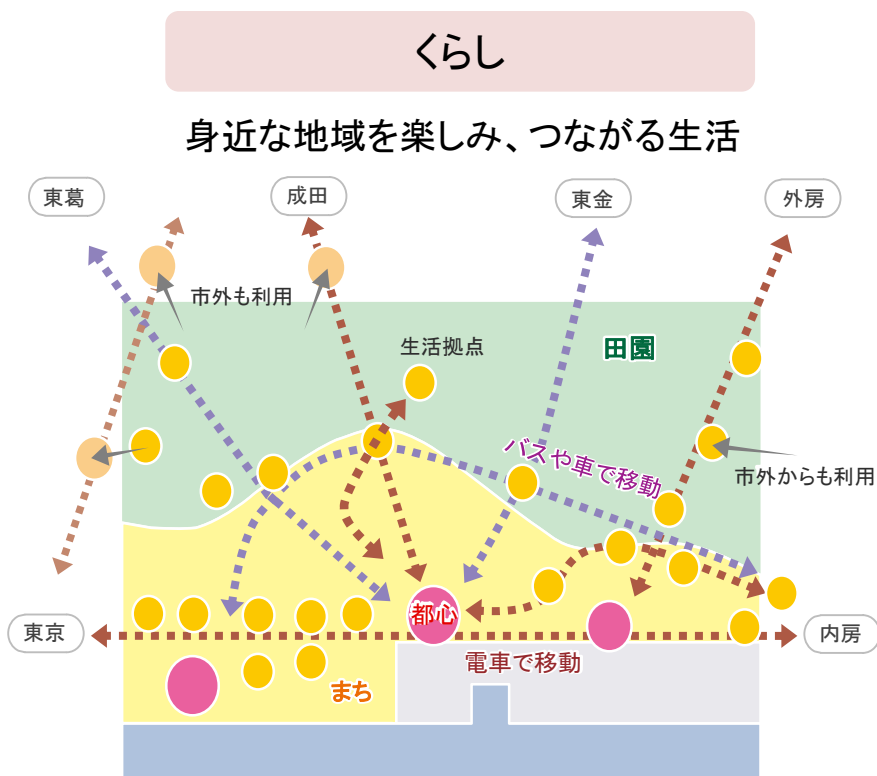 くらし
身近な地域を楽しみ、つながる生活
東葛
成田
東金
外房
市外も利用
生活拠点
田園
バスや車で移動
市外からも利用
都心
東京
内房
電車で移動
まち